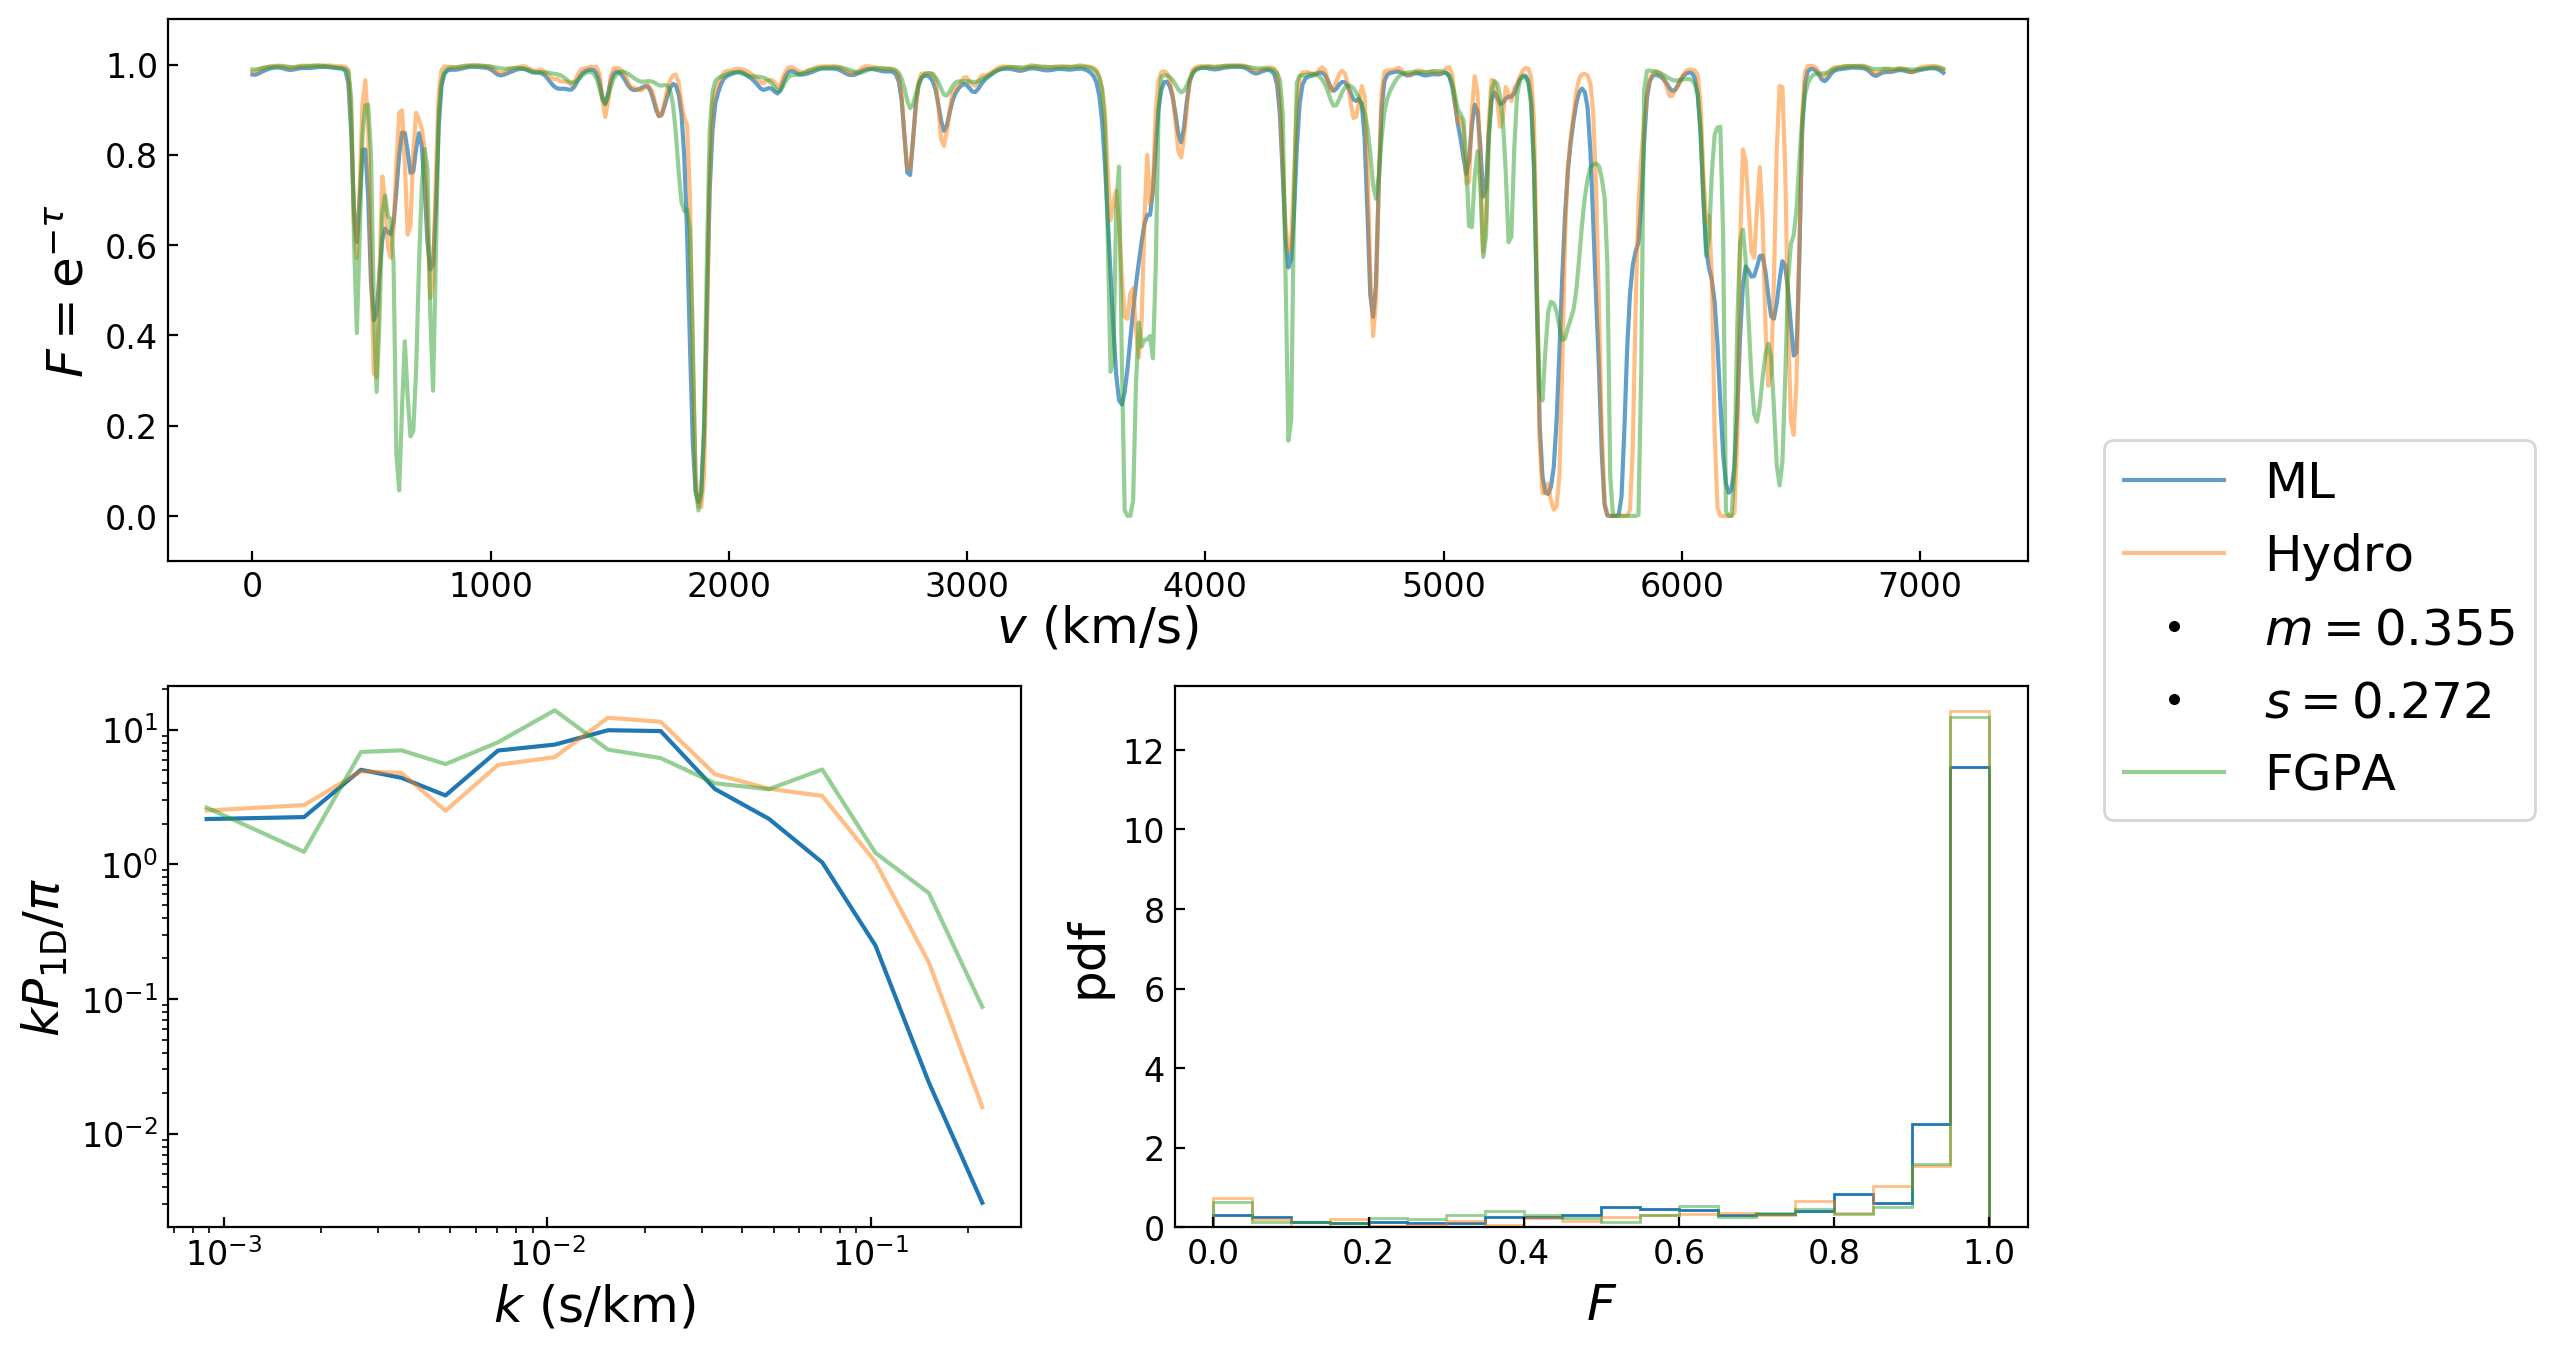 1.0
0.8
0.6
0.4
0.2
0.0
F = e^{−τ}
0 1000 2000 3000 4000 5000 6000 7000
v (km/s)
ML
Hydro
m = 0.355
s = 0.272
FGPA
10^1
10^0
10^{−1}
10^{−2}
kP_{1D}/π
10^{−3} 10^{−2} 10^{−1}
k (s/km)
12
10
8
6
4
2
0
pdf
0.0 0.2 0.4 0.6 0.8 1.0
F